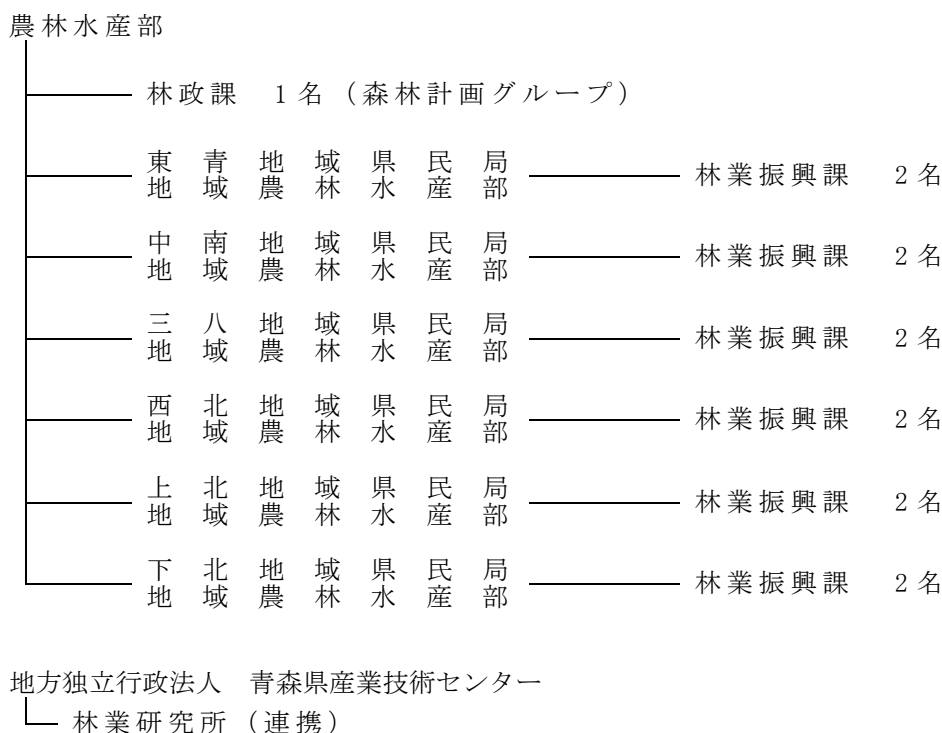 農林水産部
林政課 1名（森林計画グループ）
東青地域県民局
地域農林水産部
林業振興課 2名
中南地域県民局
地域農林水産部
林業振興課 2名
三八地域県民局
地域農林水産部
林業振興課 2名
西北地域県民局
地域農林水産部
林業振興課 2名
上北地域県民局
地域農林水産部
林業振興課 2名
下北地域県民局
地域農林水産部
林業振興課 2名
地方独立行政法人 青森県産業技術センター
林業研究所（連携）